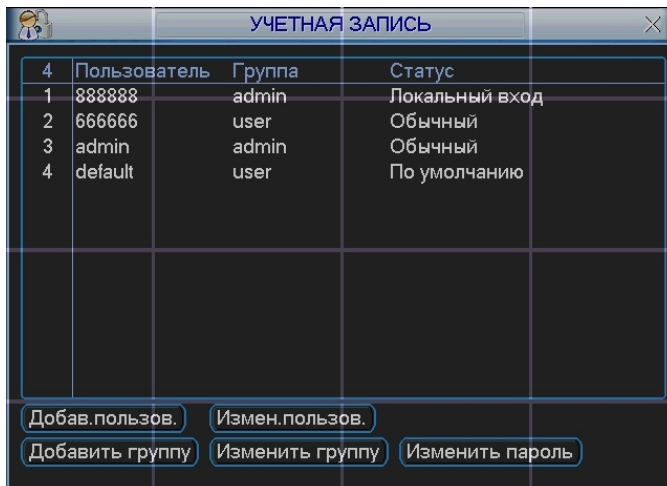 УЧЕТНАЯ ЗАПИСЬ
4 Пользователь Группа Статус
1 888888 admin Локальный вход
2 666666 user Обычный
3 admin admin Обычный
4 default user По умолчанию
Добав.пользов. Измен.пользов.
Добавить группу Изменить группу Изменить пароль